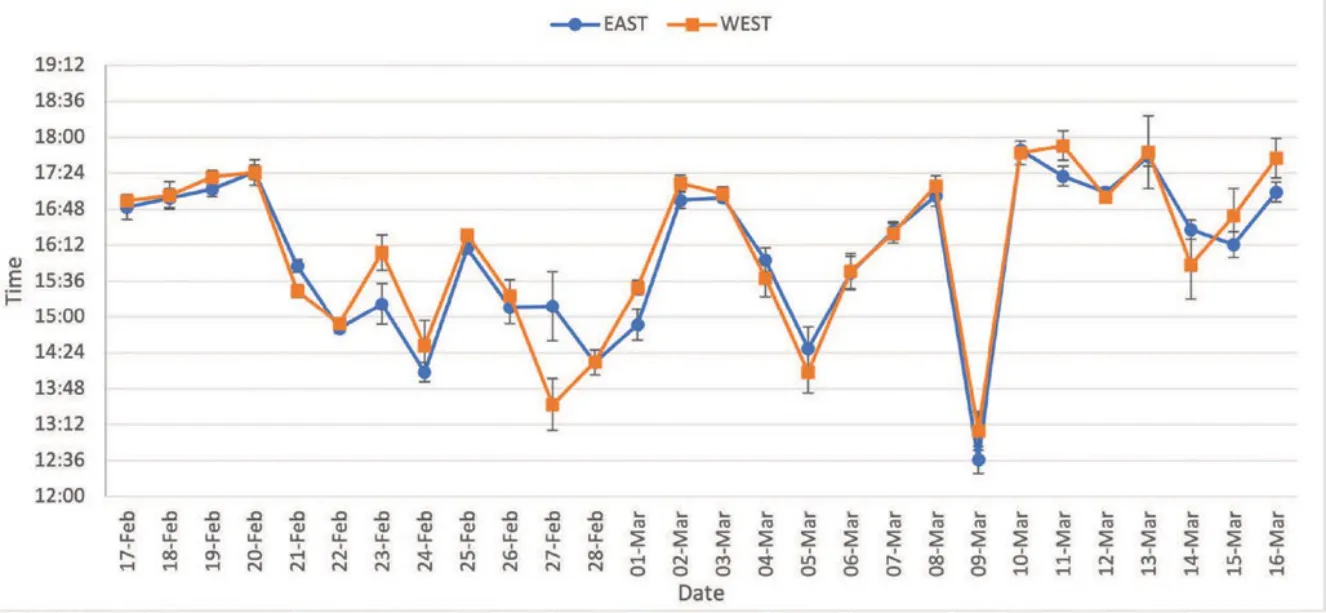 EAST WEST
19:12
18:36
18:00
17:24
16:48
16:12
15:36
15:00
14:24
13:48
13:12
12:36
12:00
Time
17-Feb
18-Feb
19-Feb
20-Feb
21-Feb
22-Feb
23-Feb
24-Feb
25-Feb
26-Feb
27-Feb
28-Feb
01-Mar
02-Mar
03-Mar
04-Mar
05-Mar
06-Mar
07-Mar
08-Mar
09-Mar
10-Mar
11-Mar
12-Mar
13-Mar
14-Mar
15-Mar
16-Mar
Date